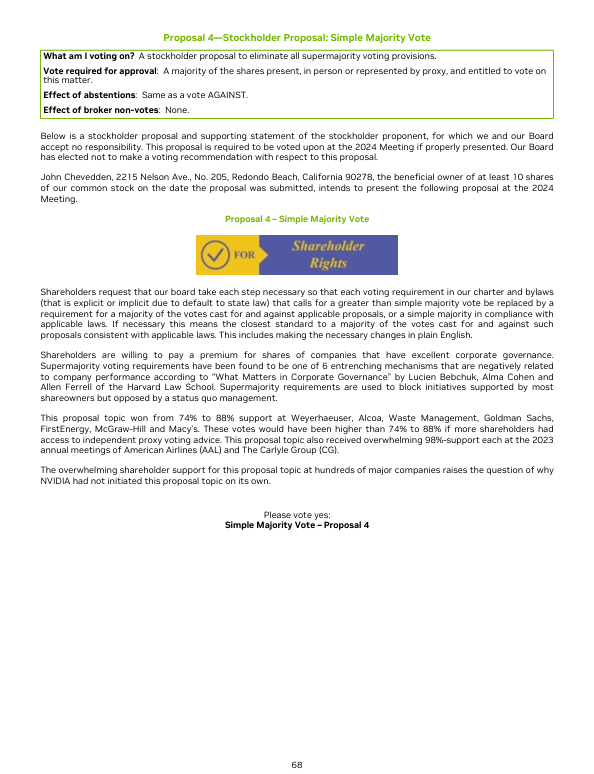 Proposal 4—Stockholder Proposal: Simple Majority Vote
What am I voting on? A stockholder proposal to eliminate all supermajority voting provisions.
Vote required for approval: A majority of the shares present, in person or represented by proxy, and entitled to vote on
this matter.
Effect of abstentions: Same as a vote AGAINST.
Effect of broker non-votes: None.
Below is a stockholder proposal and supporting statement of the stockholder proponent, for which we and our Board
accept no responsibility. This proposal is required to be voted upon at the 2024 Meeting if properly presented. Our Board
has elected not to make a voting recommendation with respect to this proposal.
John Chevedden, 2215 Nelson Ave., No. 205, Redondo Beach, California 90278, the beneficial owner of at least 10 shares
of our common stock on the date the proposal was submitted, intends to present the following proposal at the 2024
Meeting.
Proposal 4 – Simple Majority Vote
FOR
Shareholder
Rights
Shareholders request that our board take each step necessary so that each voting requirement in our charter and bylaws
(that is explicit or implicit due to default to state law) that calls for a greater than simple majority vote be replaced by a
requirement for a majority of the votes cast for and against applicable proposals, or a simple majority in compliance with
applicable laws. If necessary this means the closest standard to a majority of the votes cast for and against such
proposals consistent with applicable laws. This includes making the necessary changes in plain English.
Shareholders are willing to pay a premium for shares of companies that have excellent corporate governance.
Supermajority voting requirements have been found to be one of 6 entrenching mechanisms that are negatively related
to company performance according to "What Matters in Corporate Governance" by Lucien Bebchuk, Alma Cohen and
Allen Ferrell of the Harvard Law School. Supermajority requirements are used to block initiatives supported by most
shareowners but opposed by a status quo management.
This proposal topic won from 74% to 88% support at Weyerhaeuser, Alcoa, Waste Management, Goldman Sachs,
FirstEnergy, McGraw-Hill and Macy's. These votes would have been higher than 74% to 88% if more shareholders had
access to independent proxy voting advice. This proposal topic also received overwhelming 98%-support each at the 2023
annual meetings of American Airlines (AAL) and The Carlyle Group (CG).
The overwhelming shareholder support for this proposal topic at hundreds of major companies raises the question of why
NVIDIA had not initiated this proposal topic on its own.
Please vote yes:
Simple Majority Vote – Proposal 4
68